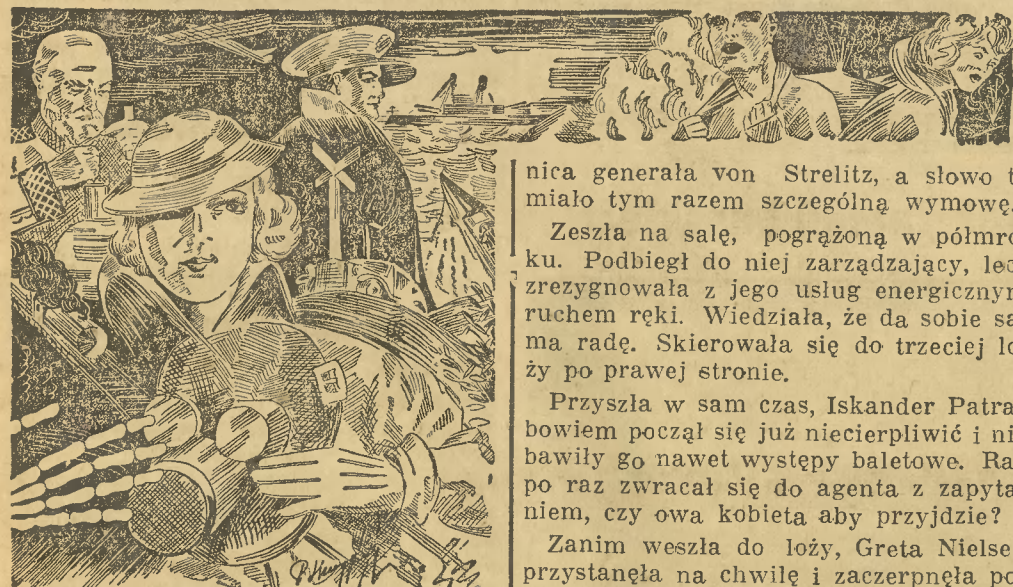 nica generała von Strelitz, a słowo t
miało tym razem szczególną wymowę.
Zeszła na salę, pogrążoną w półmro
ku. Podbiegł do niej zarządzający, lec
zrezygnowała z jego usług energicznym
ruchem ręki. Wiedziała, że da sobie sa
ma radę. Skierowała się do trzeciej lo
ży po prawej stronie.
Przyszła w sam czas, Iskander Patra
bowiem począł się już niecierpliwić i ni
bawiły go nawet występy baletowe. Ra
po raz zwracał się do agenta z zapyta
niem, czy owa kobieta aby przyjdzie?
Zanim weszła do loży, Greta Nielse
przystanęła na chwilę i zaczerpnęła po